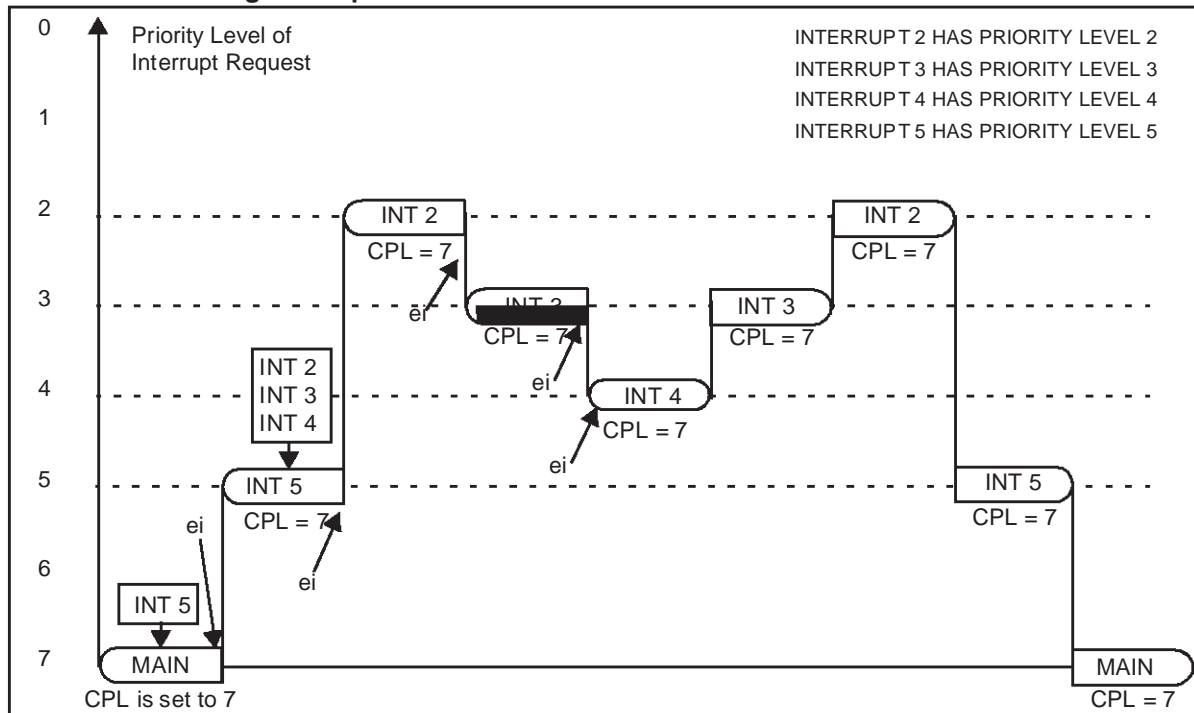 0
Priority Level of
Interrupt Request
INTERRUPT 2 HAS PRIORITY LEVEL 2
INTERRUPT 3 HAS PRIORITY LEVEL 3
INTERRUPT 4 HAS PRIORITY LEVEL 4
INTERRUPT 5 HAS PRIORITY LEVEL 5
1
2
INT 2
CPL = 7
INT 2
CPL = 7
ei
3
INT 3
CPL = 7
INT 3
CPL = 7
ei
INT 2
INT 3
INT 4
4
INT 4
CPL = 7
ei
5
INT 5
CPL = 7
INT 5
CPL = 7
ei
ei
6
INT 5
7
MAIN
CPL is set to 7
MAIN
CPL = 7